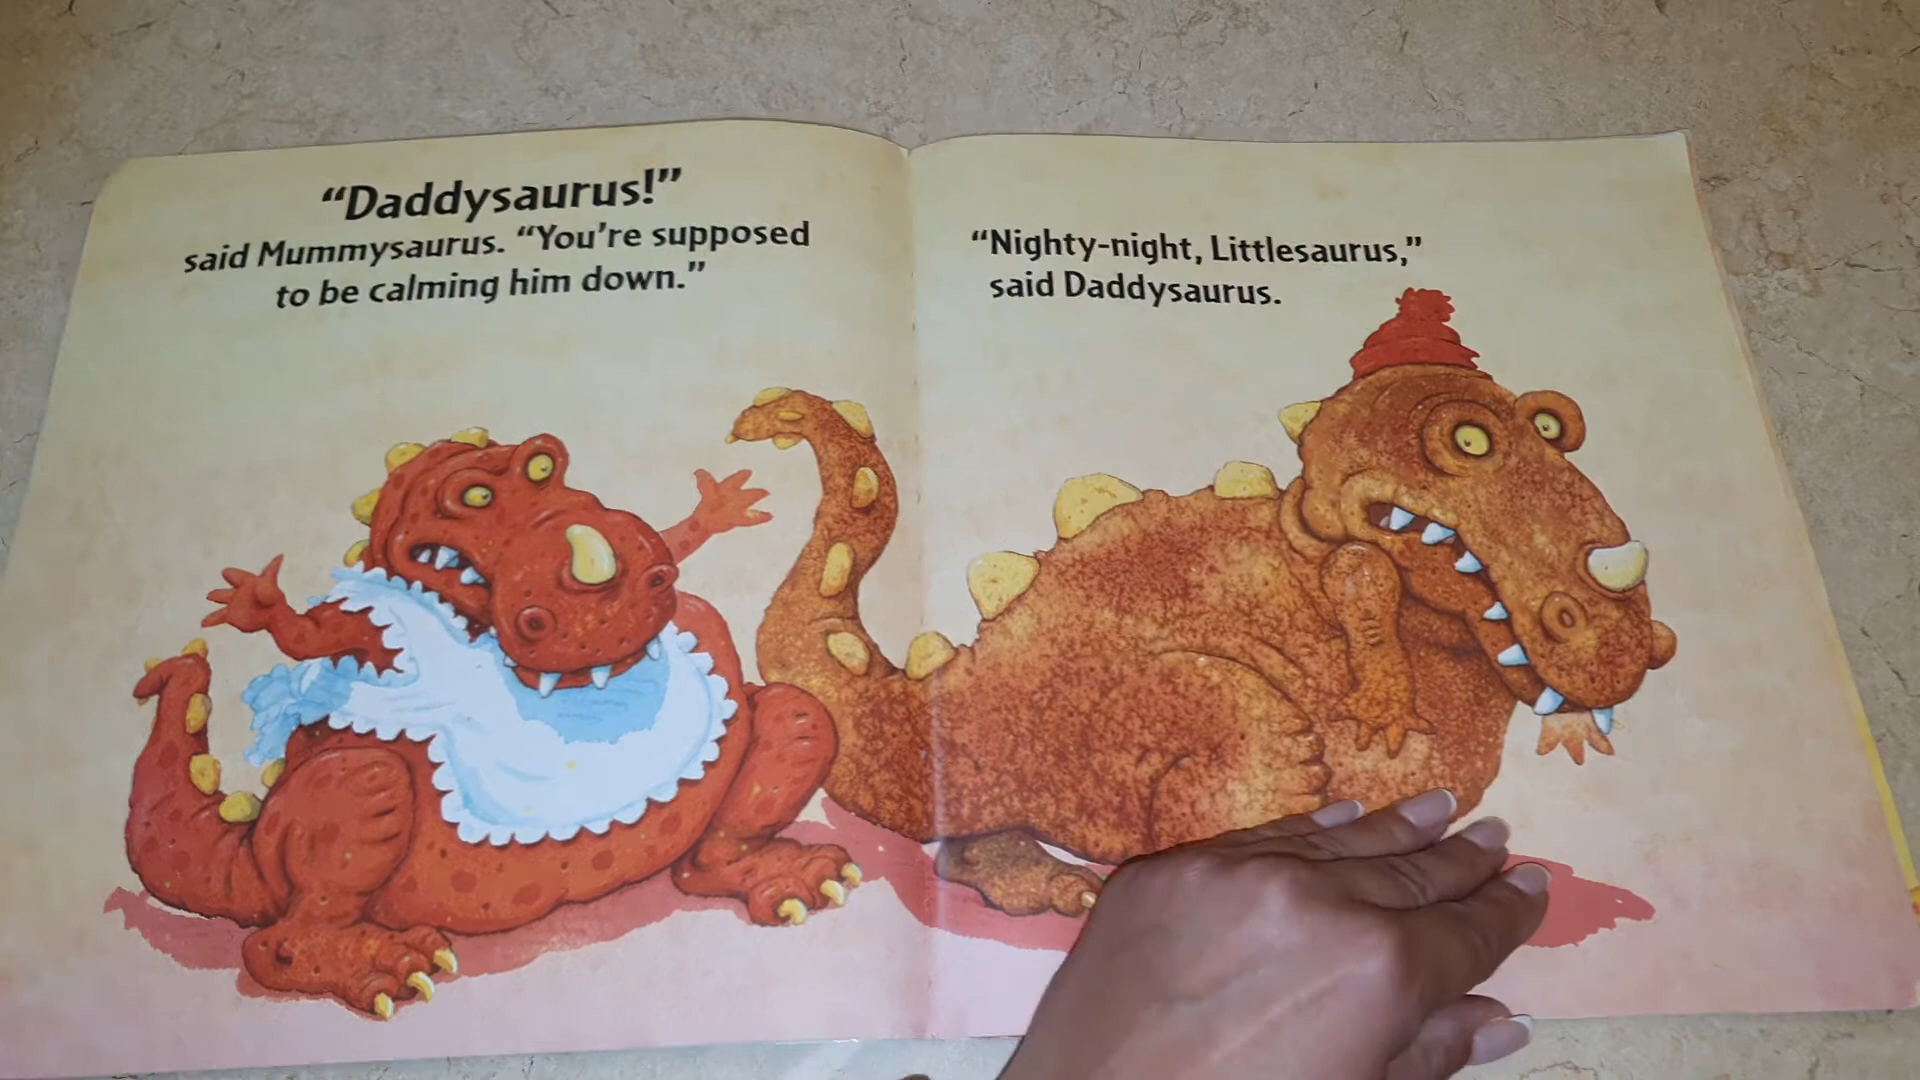 “Daddysaurus!”
said Mummysaurus. “You’re supposed
to be calming him down.”
“Nighty-night, Littlesaurus,”
said Daddysaurus.